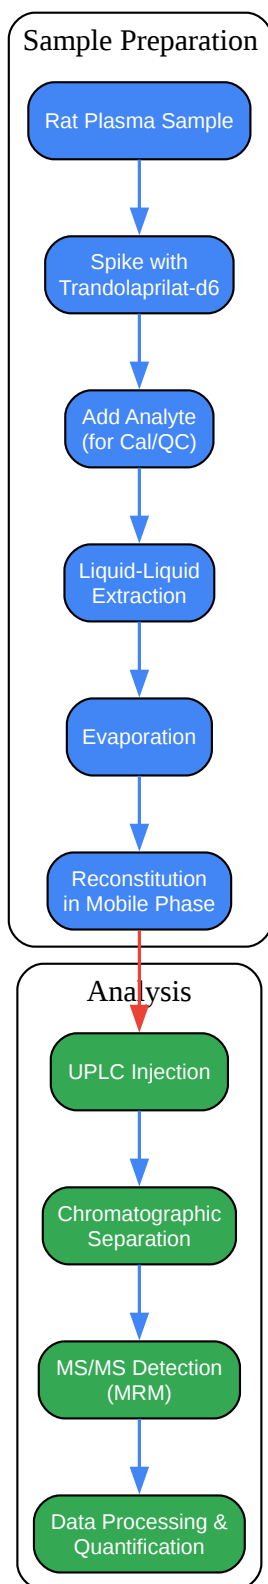 Sample Preparation
Rat Plasma Sample
Spike with
Trandolaprilat-d6
Add Analyte
(for Cal/QC)
Liquid-Liquid
Extraction
Evaporation
Reconstitution
in Mobile Phase
Analysis
UPLC Injection
Chromatographic
Separation
MS/MS Detection
(MRM)
Data Processing &
Quantification